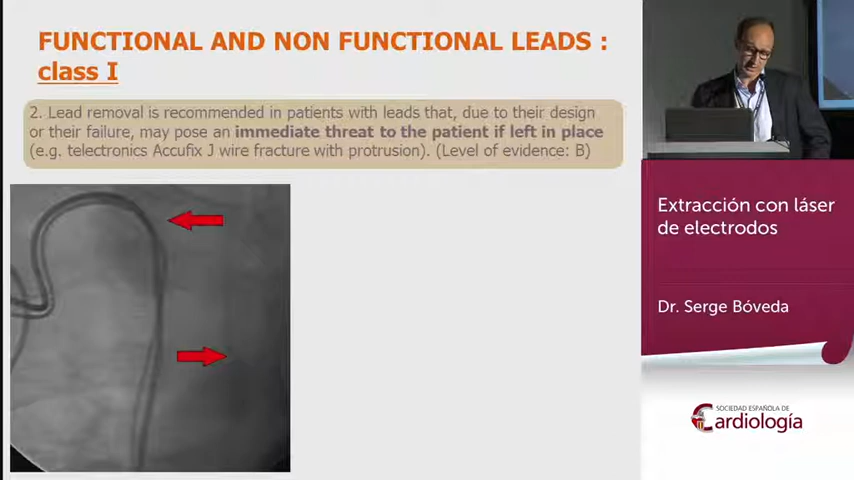 FUNCTIONAL AND NON FUNCTIONAL LEADS :
class I
2. Lead removal is recommended in patients with leads that, due to their design
or their failure, may pose an immediate threat to the patient if left in place
(e.g. telectronics Accufix J wire fracture with protrusion). (Level of evidence: B)
Extracción con láser
de electrodos
Dr. Serge Bóveda
SOCIEDAD ESPAÑOLA DE
Cardiología